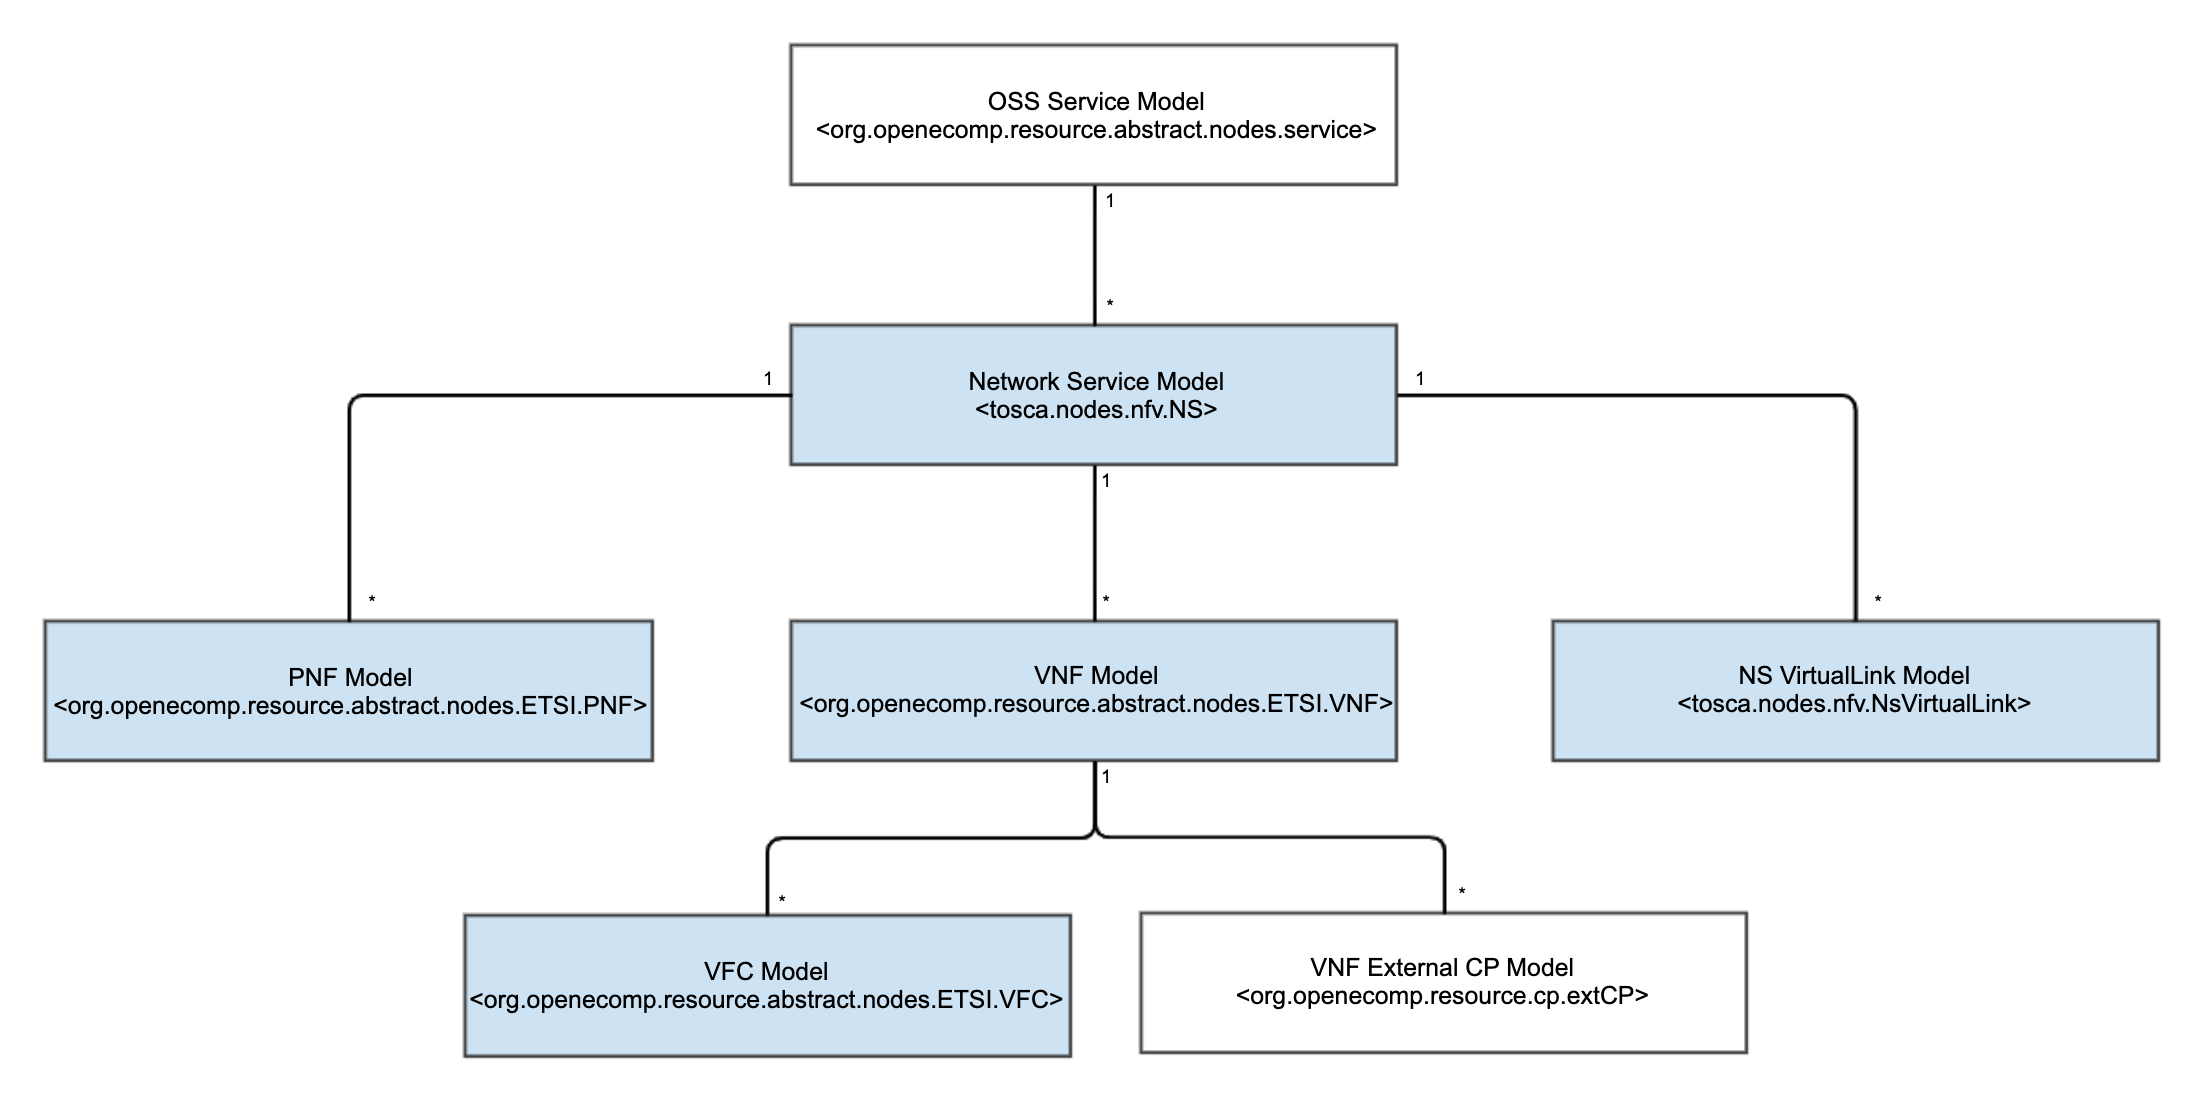 OSS Service Model
<org.openecomp.resource.abstract.nodes.service>
1
*
Network Service Model
<tosca.nodes.nfv.NS>
1
1
1
*
*
*
PNF Model
<org.openecomp.resource.abstract.nodes.ETSI.PNF>
VNF Model
<org.openecomp.resource.abstract.nodes.ETSI.VNF>
NS VirtualLink Model
<tosca.nodes.nfv.NsVirtualLink>
1
*
*
VFC Model
<org.openecomp.resource.abstract.nodes.ETSI.VFC>
VNF External CP Model
<org.openecomp.resource.cp.extCP>